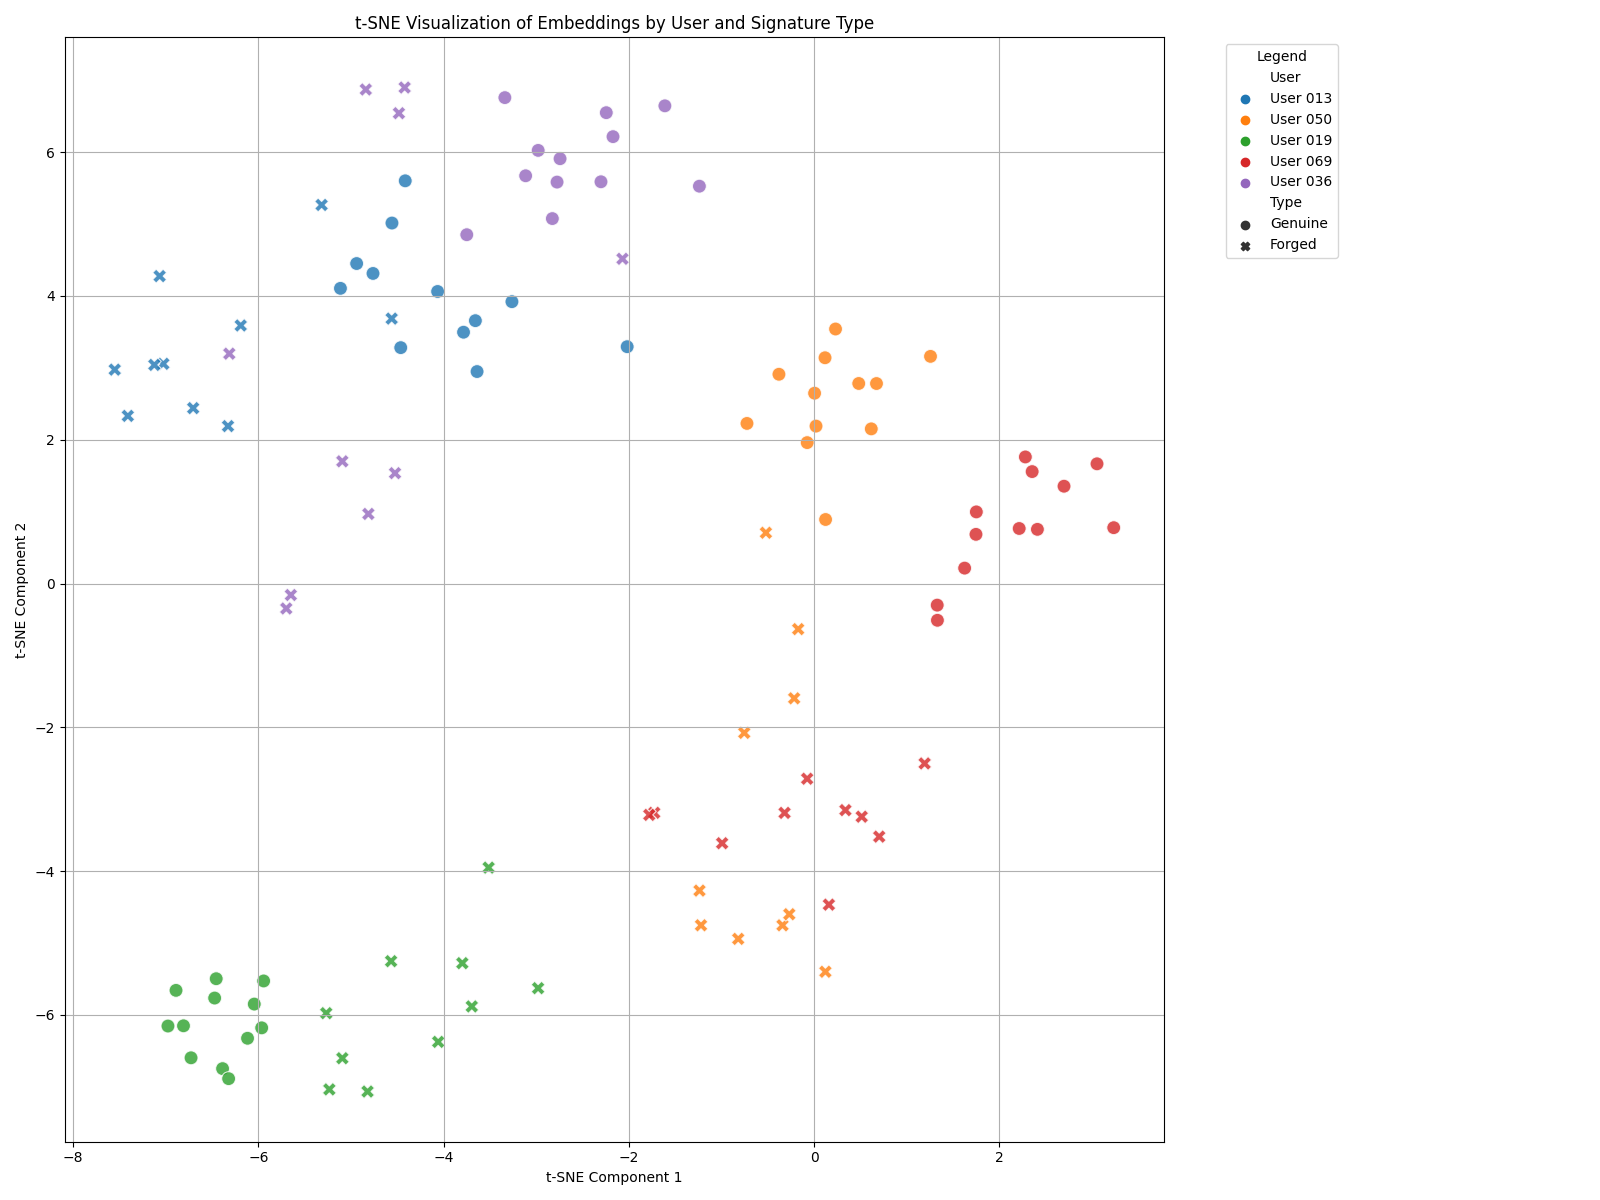 t-SNE Visualization of Embeddings by User and Signature Type
Legend
User
User 013
User 050
User 019
User 069
User 036
Type
Genuine
Forged
t-SNE Component 2
6
4
2
0
−2
−4
−6
−8
−6
−4
−2
0
2
t-SNE Component 1